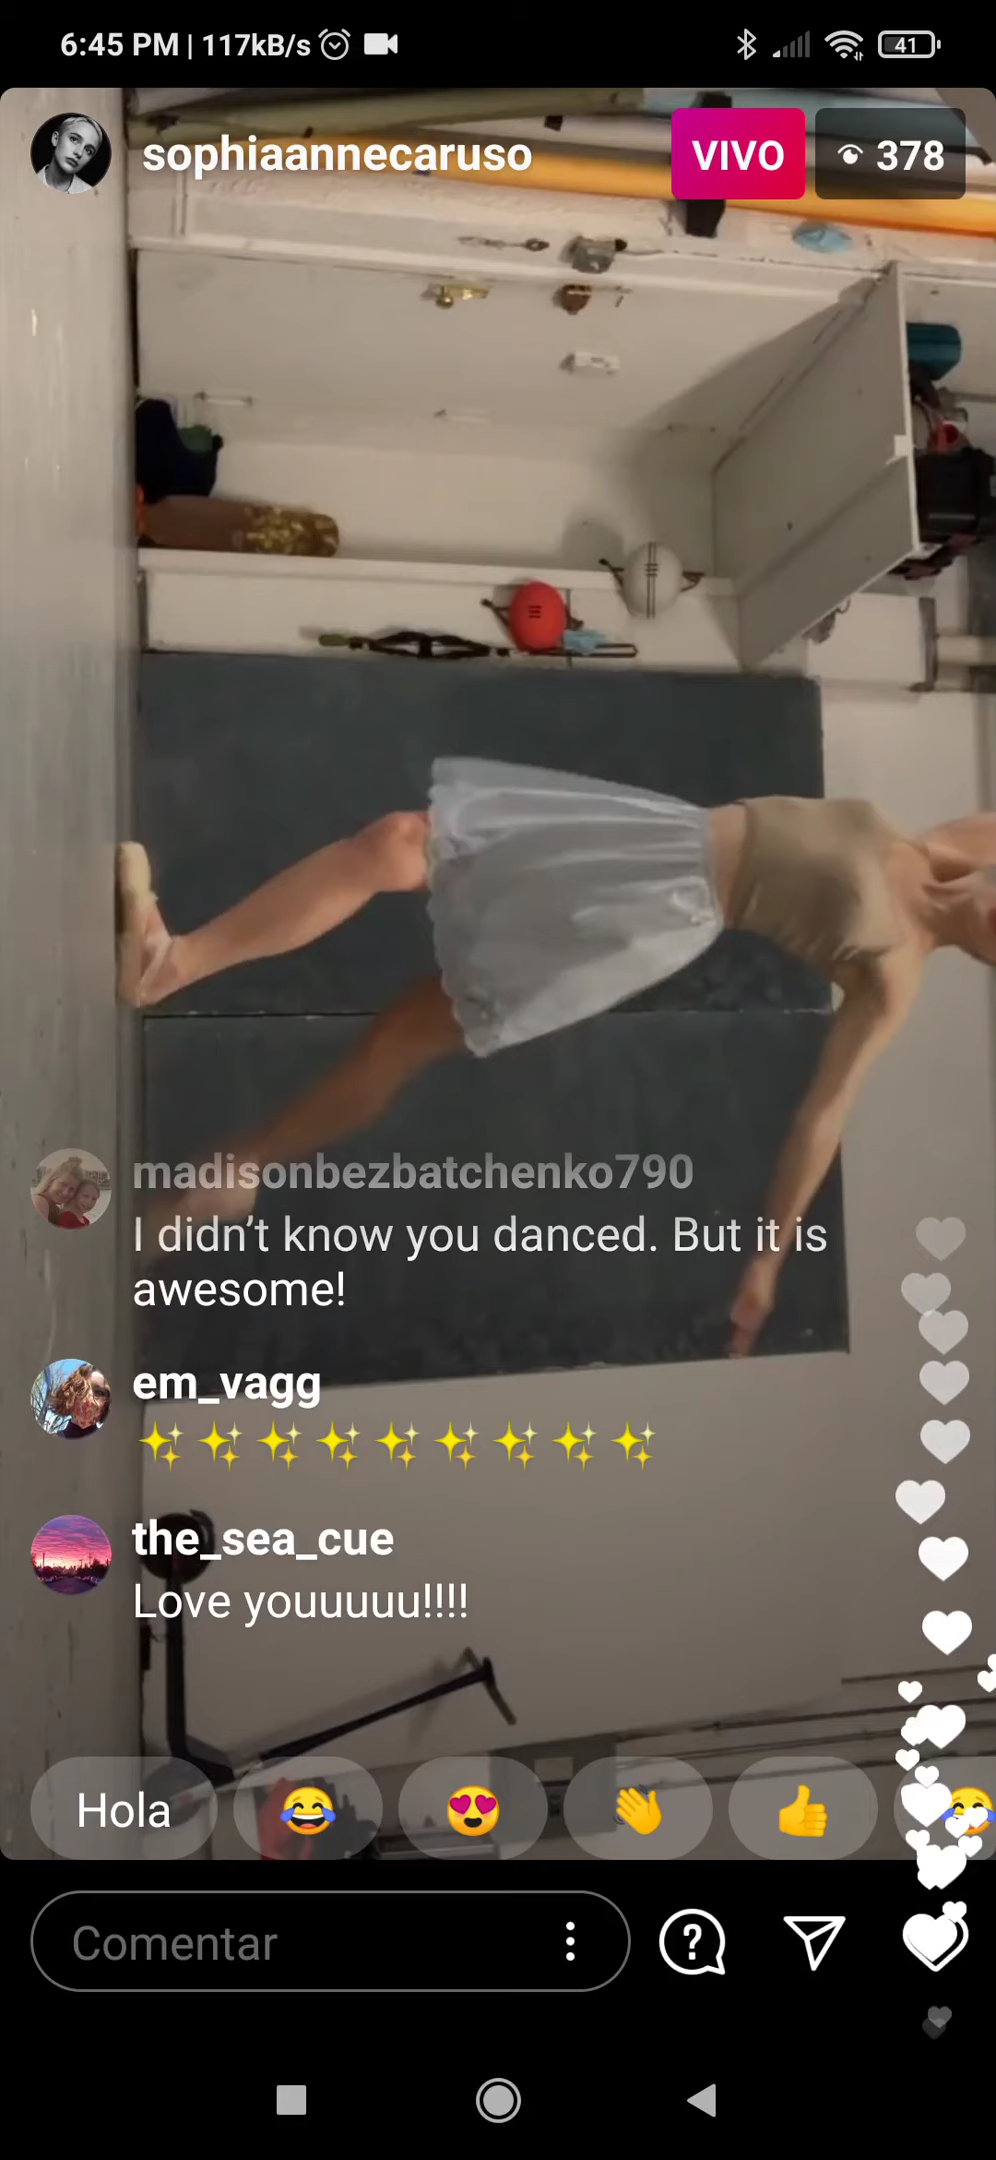 6:45 PM | 117kB/s 41
sophiaannecaruso VIVO 378
madisonbezbatchenko790
I didn’t know you danced. But it is
awesome!
em_vagg
✨✨✨✨✨✨✨✨✨
the_sea_cue
Love youuuuu!!!!
Hola 😂 😍 👋 👍 😂
Comentar